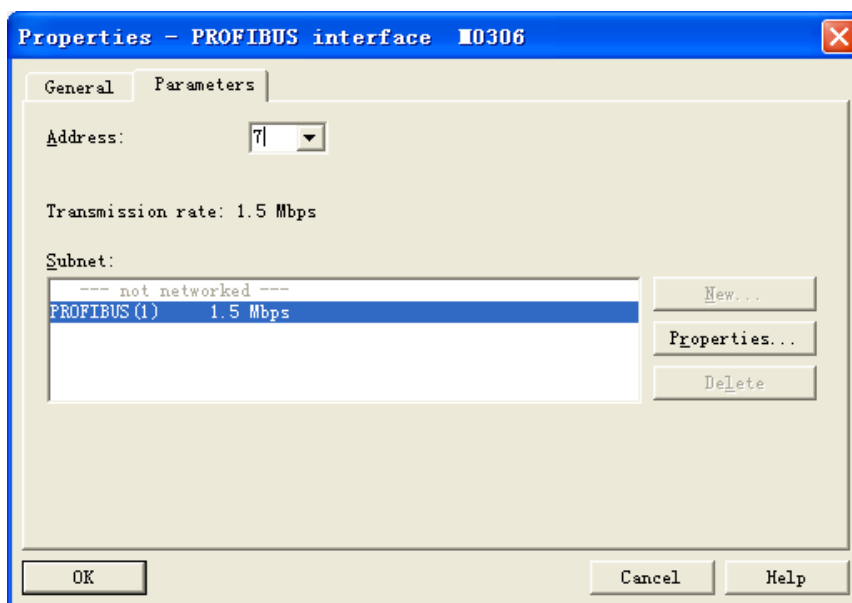 Properties - PROFIBUS interface M0306
General Parameters
Address: 7
Transmission rate: 1.5 Mbps
Subnet:
--- not networked ---
PROFIBUS(1) 1.5 Mbps
New...
Properties...
Delete
OK Cancel Help